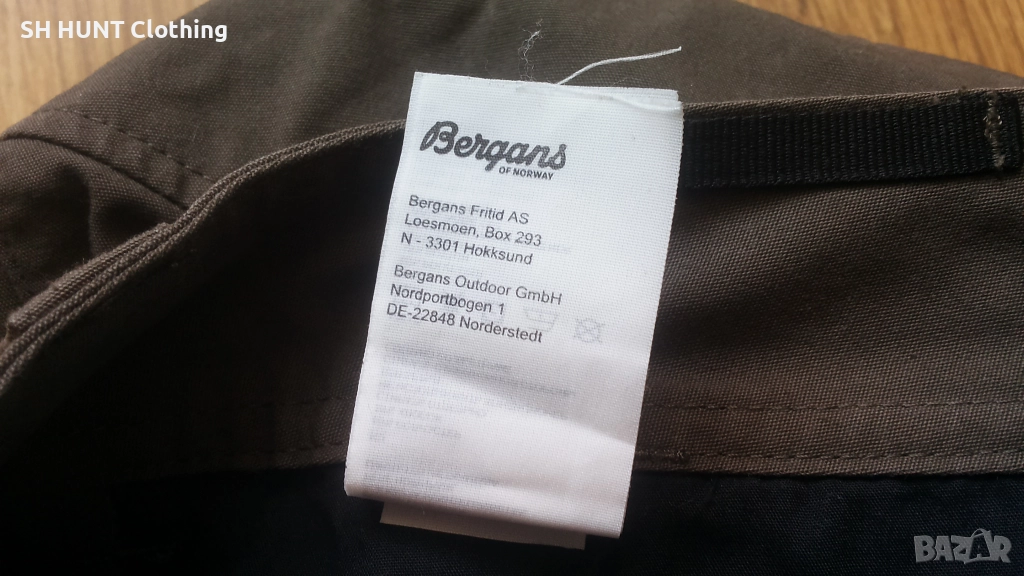 SH HUNT Clothing
Bergans
OF NORWAY
Bergans Fritid AS
Loesmoen, Box 293
N - 3301 Hokksund
Bergans Outdoor GmbH
Nordportbogen 1
DE-22848 Norderstedt
BAZAR